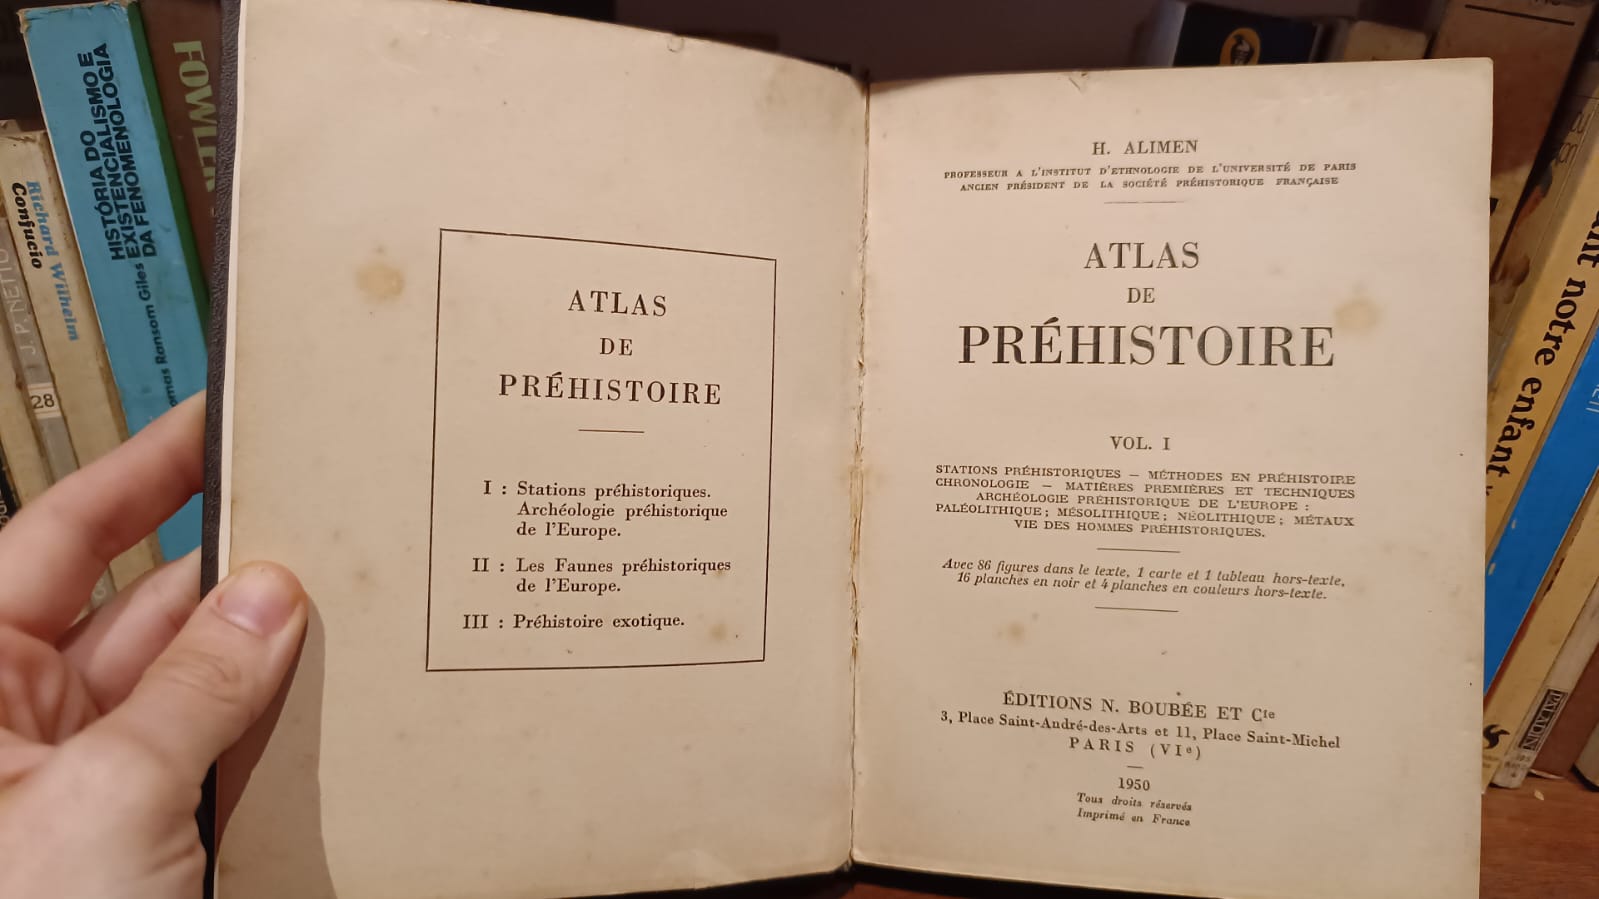 HISTÓRIA DO
EXISTENCIALISMO E
DA FENOMENOLOGIA
omas Ransom Giles
FOWLER
Richard Wilhelm
Confucio
J. P. NETTO
28
ATLAS
DE
PRÉHISTOIRE
I : Stations préhistoriques.
Archéologie préhistorique
de l'Europe.
II : Les Faunes préhistoriques
de l'Europe.
III : Préhistoire exotique.
H. ALIMEN
PROFESSEUR A L'INSTITUT D'ETHNOLOGIE DE L'UNIVERSITÉ DE PARIS
ANCIEN PRÉSIDENT DE LA SOCIÉTÉ PRÉHISTORIQUE FRANÇAISE
ATLAS
DE
PRÉHISTOIRE
VOL. I
STATIONS PRÉHISTORIQUES — MÉTHODES EN PRÉHISTOIRE
CHRONOLOGIE — MATIÈRES PREMIÈRES ET TECHNIQUES
ARCHÉOLOGIE PRÉHISTORIQUE DE L'EUROPE :
PALÉOLITHIQUE ; MÉSOLITHIQUE ; NÉOLITHIQUE ; MÉTAUX
VIE DES HOMMES PRÉHISTORIQUES.
Avec 86 figures dans le texte, 1 carte et 1 tableau hors-texte,
16 planches en noir et 4 planches en couleurs hors-texte.
ÉDITIONS N. BOUBÉE ET Cie
3, Place Saint-André-des-Arts et 11, Place Saint-Michel
PARIS (VIe)
1950
Tous droits réservés
Imprimé en France
notre enfant
PALADIN